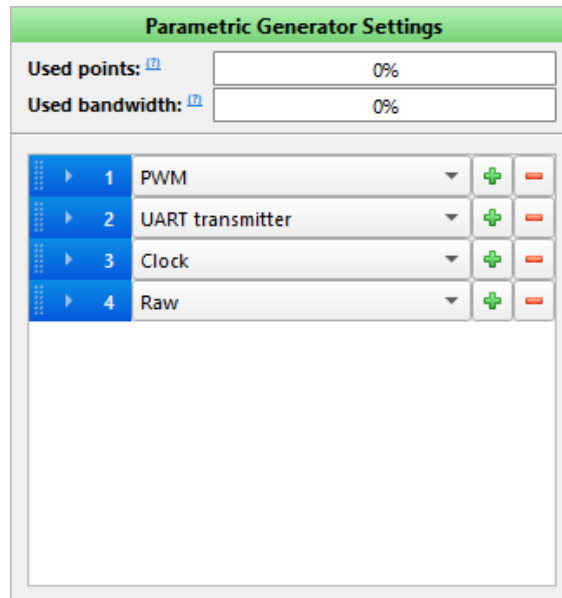 Parametric Generator Settings
Used points: [?] 0%
Used bandwidth: [?] 0%
1 PWM
2 UART transmitter
3 Clock
4 Raw